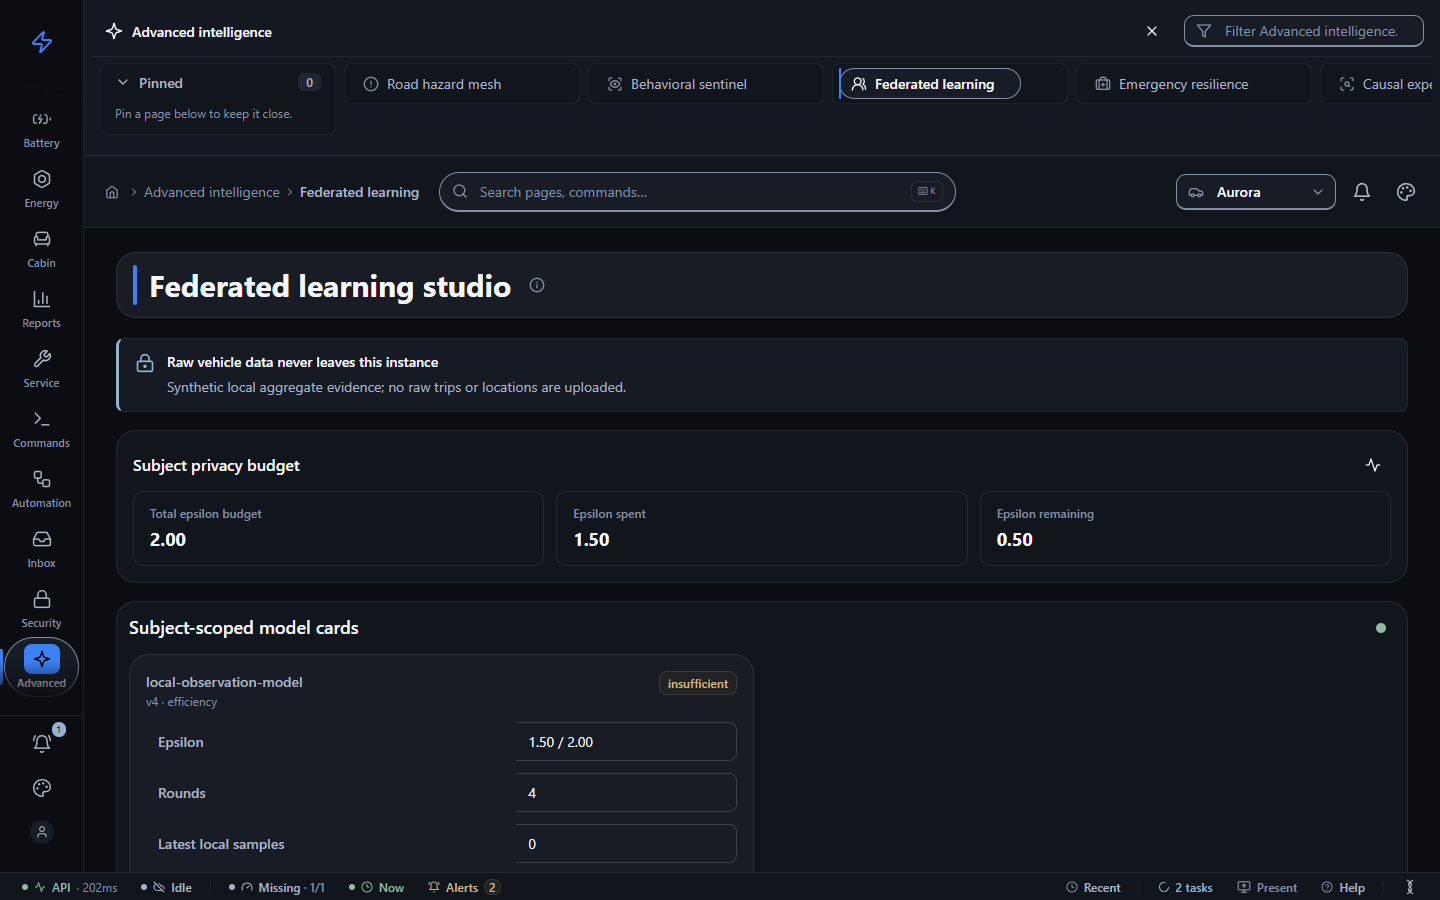 Advanced intelligence
Filter Advanced intelligence.
Pinned 0
Pin a page below to keep it close.
Road hazard mesh
Behavioral sentinel
Federated learning
Emergency resilience
Causal expe
Battery
Energy
Cabin
Reports
Service
Commands
Automation
Inbox
Security
Advanced
1
Advanced intelligence > Federated learning
Search pages, commands...
K
Aurora
Federated learning studio
Raw vehicle data never leaves this instance
Synthetic local aggregate evidence; no raw trips or locations are uploaded.
Subject privacy budget
Total epsilon budget
2.00
Epsilon spent
1.50
Epsilon remaining
0.50
Subject-scoped model cards
local-observation-model
insufficient
v4 · efficiency
Epsilon
1.50 / 2.00
Rounds
4
Latest local samples
0
API · 202ms
Idle
Missing · 1/1
Now
Alerts 2
Recent
2 tasks
Present
Help